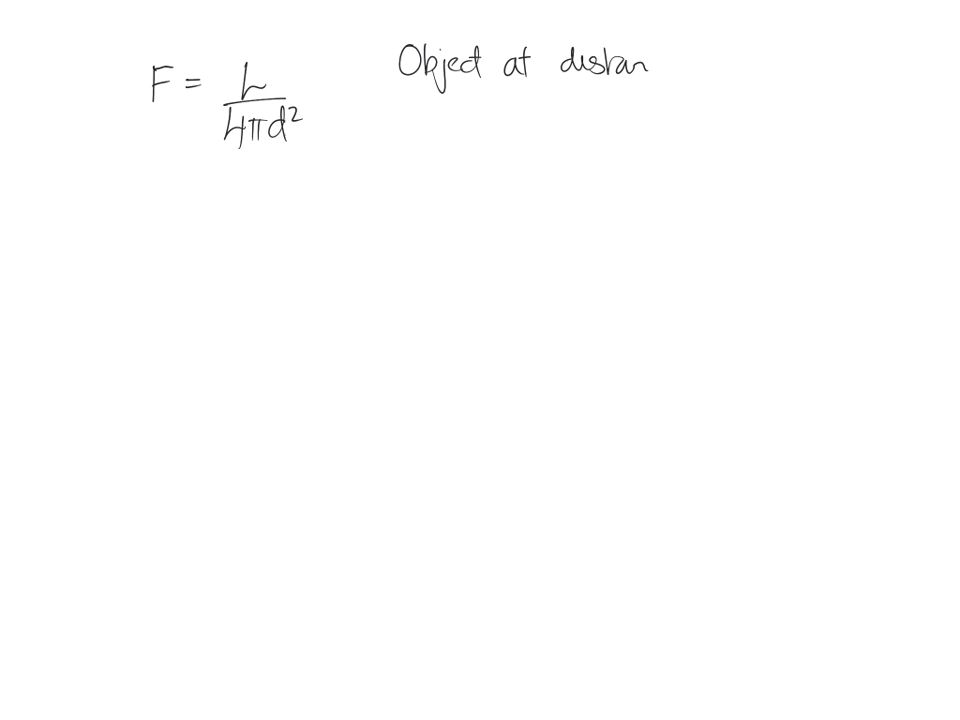 F = L / 4πd²
Object at distan